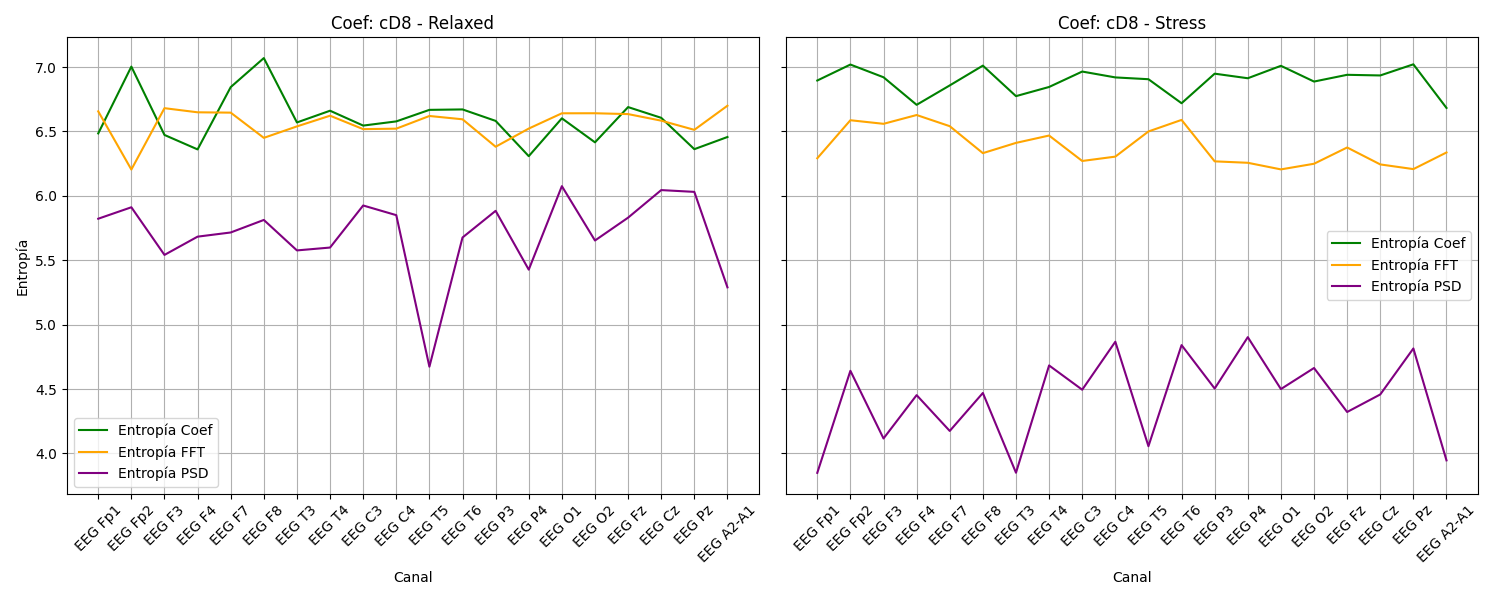 Coef: cD8 - Relaxed
Entropía
7.0
6.5
6.0
5.5
5.0
4.5
4.0
Entropía Coef
Entropía FFT
Entropía PSD
EEG Fp1
EEG Fp2
EEG F3
EEG F4
EEG F7
EEG F8
EEG T3
EEG T4
EEG C3
EEG C4
EEG T5
EEG T6
EEG P3
EEG P4
EEG O1
EEG O2
EEG Fz
EEG Cz
EEG Pz
EEG A2-A1
Canal
Coef: cD8 - Stress
Entropía Coef
Entropía FFT
Entropía PSD
EEG Fp1
EEG Fp2
EEG F3
EEG F4
EEG F7
EEG F8
EEG T3
EEG T4
EEG C3
EEG C4
EEG T5
EEG T6
EEG P3
EEG P4
EEG O1
EEG O2
EEG Fz
EEG Cz
EEG Pz
EEG A2-A1
Canal